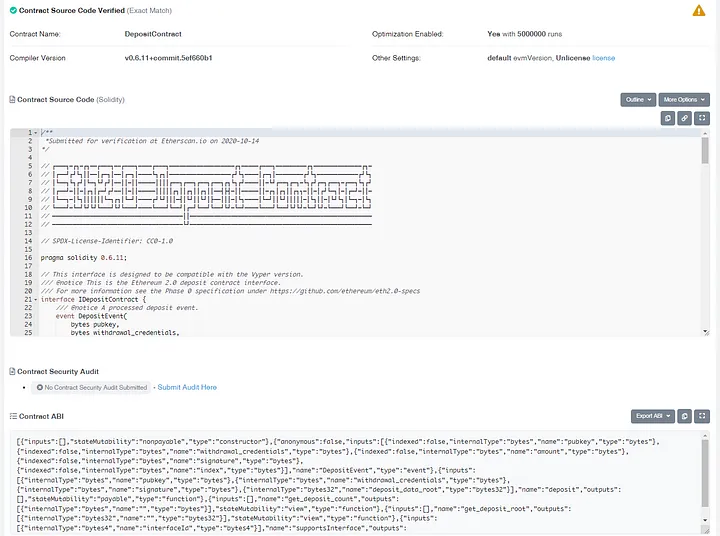 Contract Source Code Verified (Exact Match)
Contract Name: DepositContract Optimization Enabled: Yes with 5000000 runs
Compiler Version v0.6.11+commit.5ef660b1 Other Settings: default evmVersion, Unlicense license
Contract Source Code (Solidity) Outline More Options
1 /**
2 *Submitted for verification at Etherscan.io on 2020-10-14
3 */
4
5 //
6 //
7 //
8 //
9 //
10 //
11 //
12 //
13
14 // SPDX-License-Identifier: CC0-1.0
15
16 pragma solidity 0.6.11;
17
18 // This interface is designed to be compatible with the Vyper version.
19 /// @notice This is the Ethereum 2.0 deposit contract interface.
20 /// For more information see the Phase 0 specification under https://github.com/ethereum/eth2.0-specs
21 interface IDepositContract {
22 /// @notice A processed deposit event.
23 event DepositEvent(
24 bytes pubkey,
25 bytes withdrawal_credentials,
Contract Security Audit
No Contract Security Audit Submitted - Submit Audit Here
Contract ABI Export ABI
[{"inputs":[],"stateMutability":"nonpayable","type":"constructor"},{"anonymous":false,"inputs":[{"indexed":false,"internalType":"bytes","name":"pubkey","type":"bytes"},
{"indexed":false,"internalType":"bytes","name":"withdrawal_credentials","type":"bytes"},{"indexed":false,"internalType":"bytes","name":"amount","type":"bytes"},
{"indexed":false,"internalType":"bytes","name":"signature","type":"bytes"},
{"indexed":false,"internalType":"bytes","name":"index","type":"bytes"}],"name":"DepositEvent","type":"event"},{"inputs":
[{"internalType":"bytes","name":"pubkey","type":"bytes"},{"internalType":"bytes","name":"withdrawal_credentials","type":"bytes"},
{"internalType":"bytes","name":"signature","type":"bytes"},{"internalType":"bytes32","name":"deposit_data_root","type":"bytes32"}],"name":"deposit","outputs":
[],"stateMutability":"payable","type":"function"},{"inputs":[],"name":"get_deposit_count","outputs":
[{"internalType":"bytes","name":"","type":"bytes"}],"stateMutability":"view","type":"function"},{"inputs":[],"name":"get_deposit_root","outputs":
[{"internalType":"bytes32","name":"","type":"bytes32"}],"stateMutability":"view","type":"function"},{"inputs":
[{"internalType":"bytes4","name":"interfaceId","type":"bytes4"}],"name":"supportsInterface","outputs":